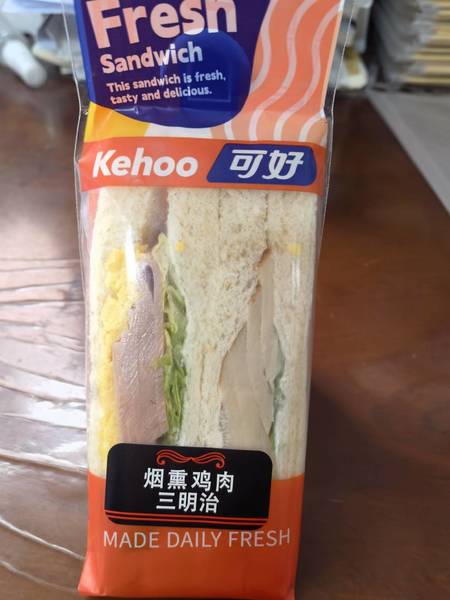 Fresh
Sandwich
This sandwich is fresh,
tasty and delicious.
Kehoo 可好
烟熏鸡肉
三明治
MADE DAILY FRESH